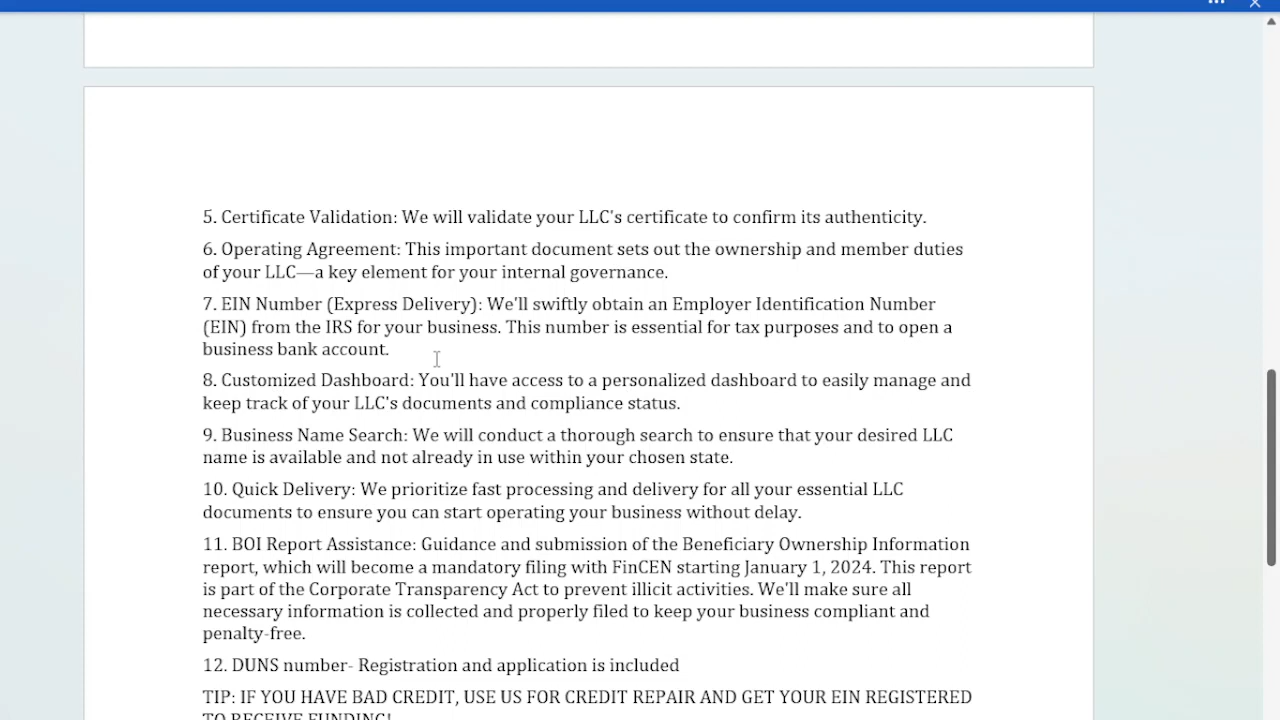 5. Certificate Validation: We will validate your LLC's certificate to confirm its authenticity.
6. Operating Agreement: This important document sets out the ownership and member duties
of your LLC—a key element for your internal governance.
7. EIN Number (Express Delivery): We'll swiftly obtain an Employer Identification Number
(EIN) from the IRS for your business. This number is essential for tax purposes and to open a
business bank account.
8. Customized Dashboard: You'll have access to a personalized dashboard to easily manage and
keep track of your LLC's documents and compliance status.
9. Business Name Search: We will conduct a thorough search to ensure that your desired LLC
name is available and not already in use within your chosen state.
10. Quick Delivery: We prioritize fast processing and delivery for all your essential LLC
documents to ensure you can start operating your business without delay.
11. BOI Report Assistance: Guidance and submission of the Beneficiary Ownership Information
report, which will become a mandatory filing with FinCEN starting January 1, 2024. This report
is part of the Corporate Transparency Act to prevent illicit activities. We'll make sure all
necessary information is collected and properly filed to keep your business compliant and
penalty-free.
12. DUNS number- Registration and application is included
TIP: IF YOU HAVE BAD CREDIT, USE US FOR CREDIT REPAIR AND GET YOUR EIN REGISTERED
TO RECEIVE FUNDING!